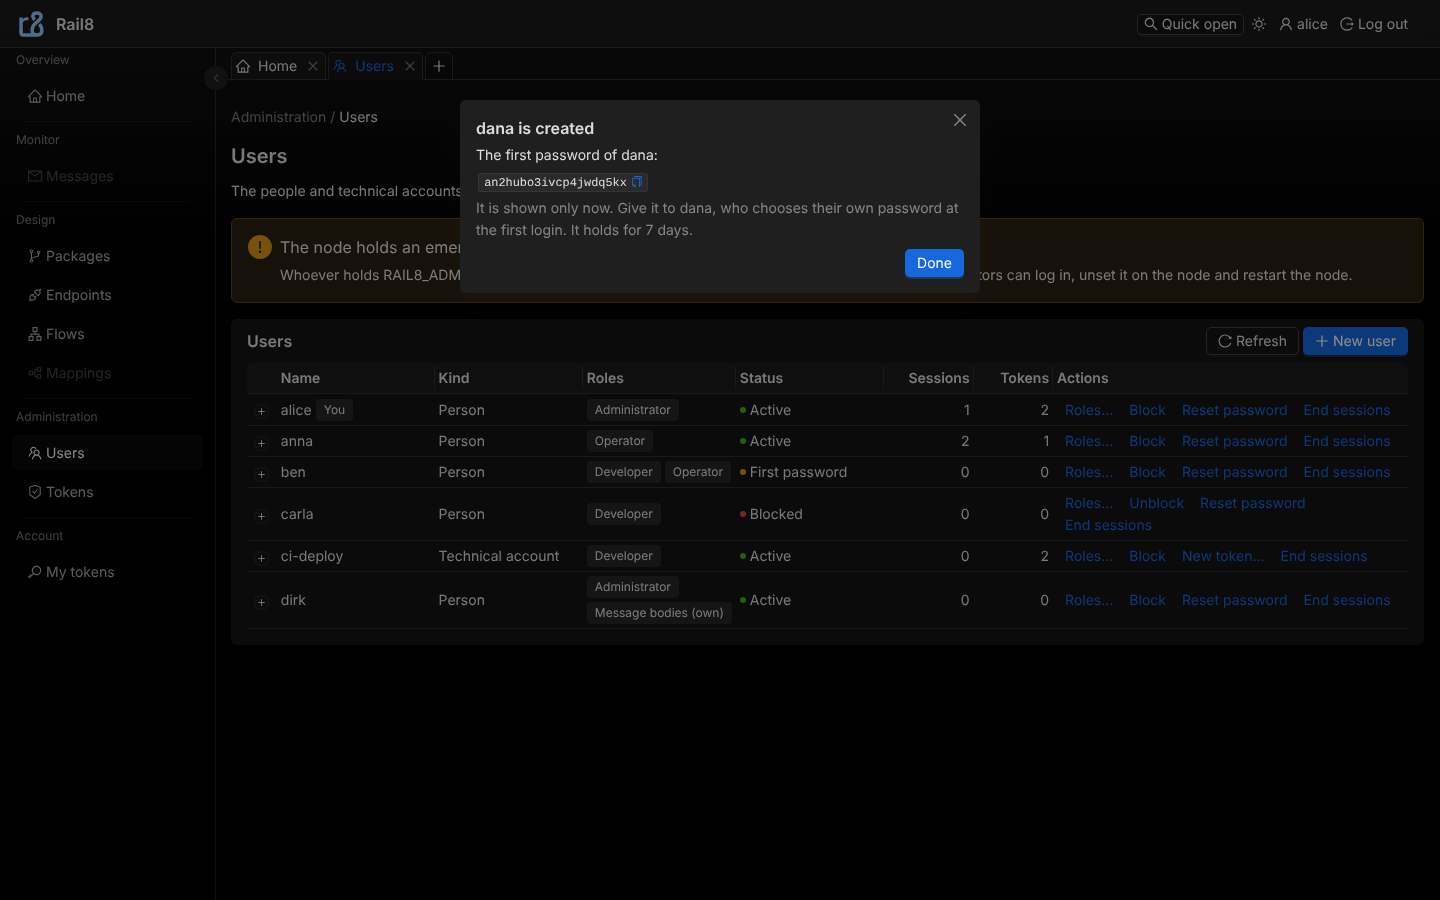 Rail8
Quick open
alice
Log out
Overview
Home
Monitor
Messages
Design
Packages
Endpoints
Flows
Mappings
Administration
Users
Tokens
Account
My tokens
Home
Users
Administration / Users
Users
The people and technical accounts
The node holds an emer
Whoever holds RAIL8_ADM
tors can log in, unset it on the node and restart the node.
dana is created
The first password of dana:
an2hubo3ivcp4jwdq5kx
It is shown only now. Give it to dana, who chooses their own password at
the first login. It holds for 7 days.
Done
Users
Refresh
New user
Name Kind Roles Status Sessions Tokens Actions
alice You Person Administrator Active 1 2 Roles... Block Reset password End sessions
anna Person Operator Active 2 1 Roles... Block Reset password End sessions
ben Person Developer Operator First password 0 0 Roles... Block Reset password End sessions
carla Person Developer Blocked 0 0 Roles... Unblock Reset password
End sessions
ci-deploy Technical account Developer Active 0 2 Roles... Block New token... End sessions
dirk Person Administrator Active 0 0 Roles... Block Reset password End sessions
Message bodies (own)